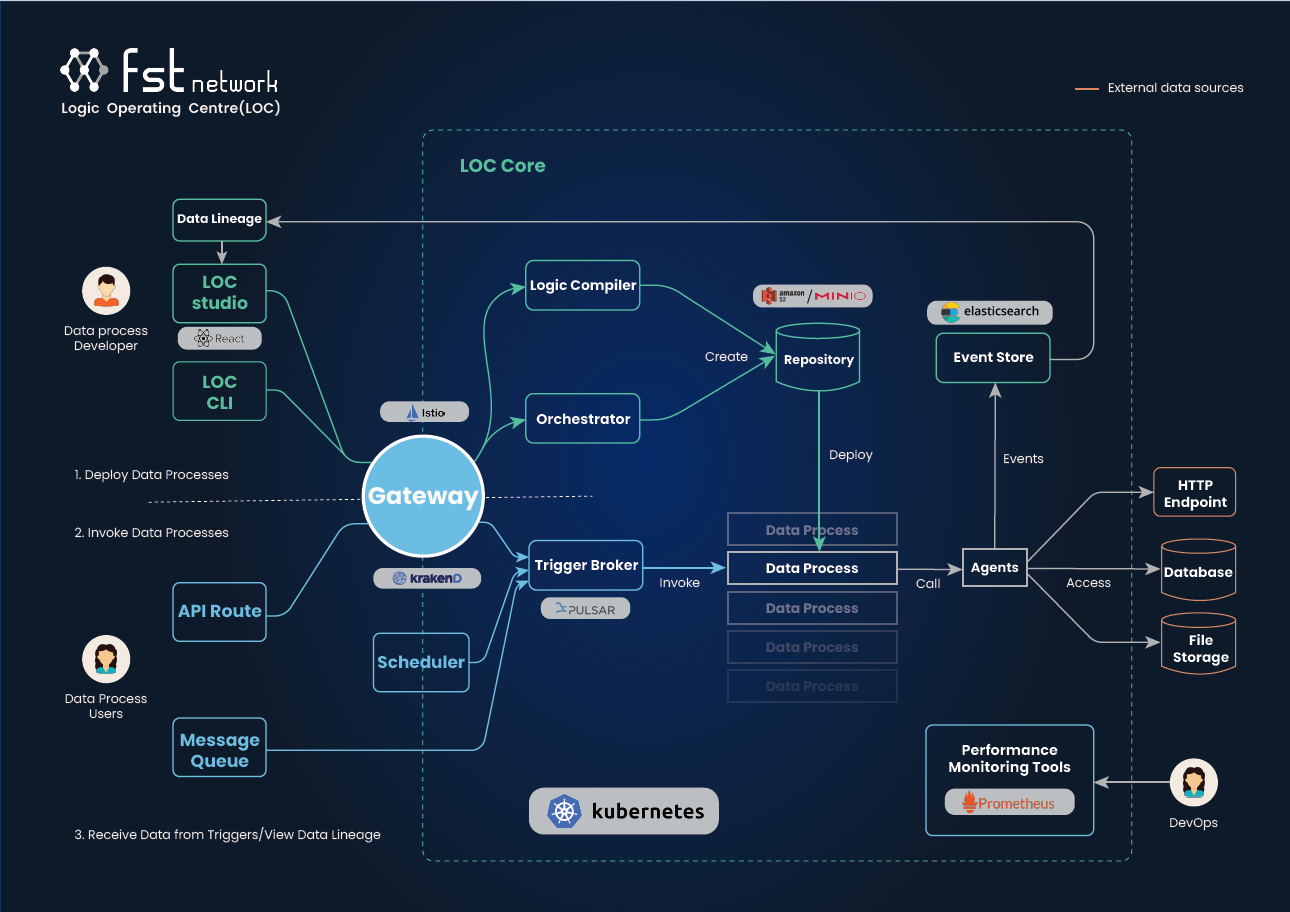 fst network
Logic Operating Centre(LOC)
External data sources
LOC Core
Data Lineage
LOC
studio
React
Data process
Developer
LOC
CLI
Logic Compiler
amazon
S3
/ MINIO
elasticsearch
Create
Repository
Event Store
Istio
Orchestrator
Deploy
Events
1. Deploy Data Processes
Gateway
HTTP
Endpoint
2. Invoke Data Processes
Data Process
Trigger Broker
Invoke
Data Process
Call
Agents
Access
Database
krakenD
PULSAR
API Route
Data Process
Scheduler
Data Process
File
Storage
Data Process
Data Process
Users
Message
Queue
Performance
Monitoring Tools
Prometheus
DevOps
kubernetes
3. Receive Data from Triggers/View Data Lineage